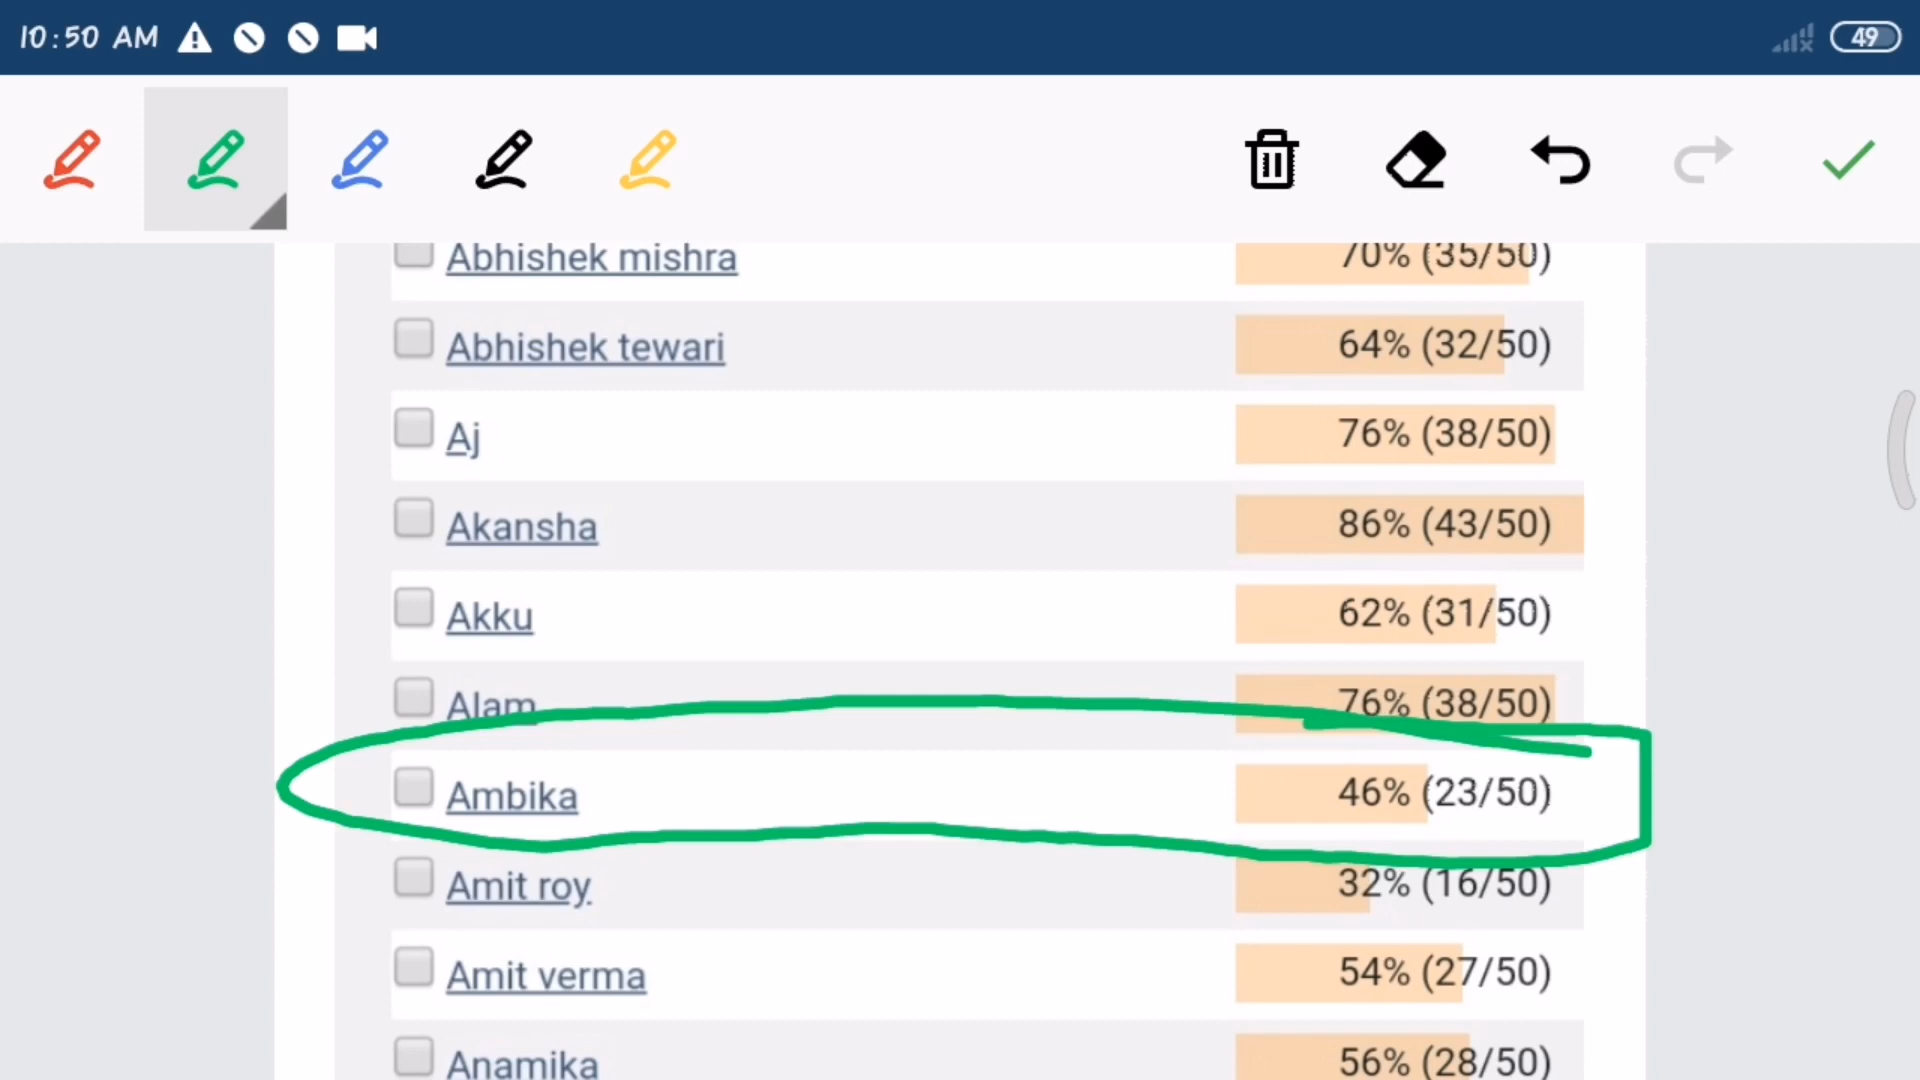 10:50 AM
49
Abhishek mishra 70% (35/50)
Abhishek tewari 64% (32/50)
Aj 76% (38/50)
Akansha 86% (43/50)
Akku 62% (31/50)
Alam 76% (38/50)
Ambika 46% (23/50)
Amit roy 32% (16/50)
Amit verma 54% (27/50)
Anamika 56% (28/50)